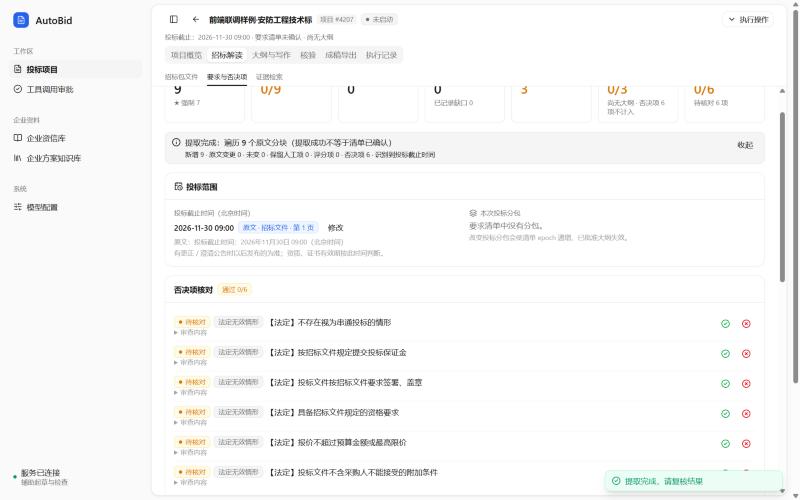 AutoBid
前端联调样例·安防工程技术标 项目 #4207 未启动
执行操作
投标截止：2026-11-30 09:00 · 要求清单未确认 · 尚无大纲
工作区
投标项目
工具调用审批
企业资料
企业资信库
企业方案知识库
系统
模型配置
项目概览 招标解读 大纲与写作 核验 成稿导出 执行记录
招标包文件 要求与否决项 证据检索
9 0/9 0 0 3 0/3 0/6
★ 强制 7
已记录缺口 0
尚无大纲 · 否决项 6
项不计入
待核对 6 项
提取完成：遍历 9 个原文分块（提取成功不等于清单已确认）
新增 9 · 原文变更 0 · 未变 0 · 保留人工项 0 · 评分项 0 · 否决项 6 · 识别到投标截止时间
收起
投标范围
投标截止时间（北京时间）
2026-11-30 09:00 原文 · 招标文件 · 第 1 页 修改
原文：投标截止时间：2026年11月30日 09:00（北京时间）
有更正 / 澄清公告时以后发布的为准；资质、证书有效期按此时间判断。
本次投标分包
要求清单中没有分包。
改变投标分包会使清单 epoch 递增、已批准大纲失效。
否决项核对 通过 0/6
待核对 法定无效情形 【法定】不存在视为串通投标的情形
▶ 审查内容
待核对 法定无效情形 【法定】按招标文件规定提交投标保证金
▶ 审查内容
待核对 法定无效情形 【法定】投标文件按招标文件要求签署、盖章
▶ 审查内容
待核对 法定无效情形 【法定】具备招标文件规定的资格要求
▶ 审查内容
待核对 法定无效情形 【法定】报价不超过预算金额或最高限价
▶ 审查内容
待核对 法定无效情形 【法定】投标文件不含采购人不能接受的附加条件
▶ 审查内容
服务已连接
辅助起草与检查
提取完成，请复核结果